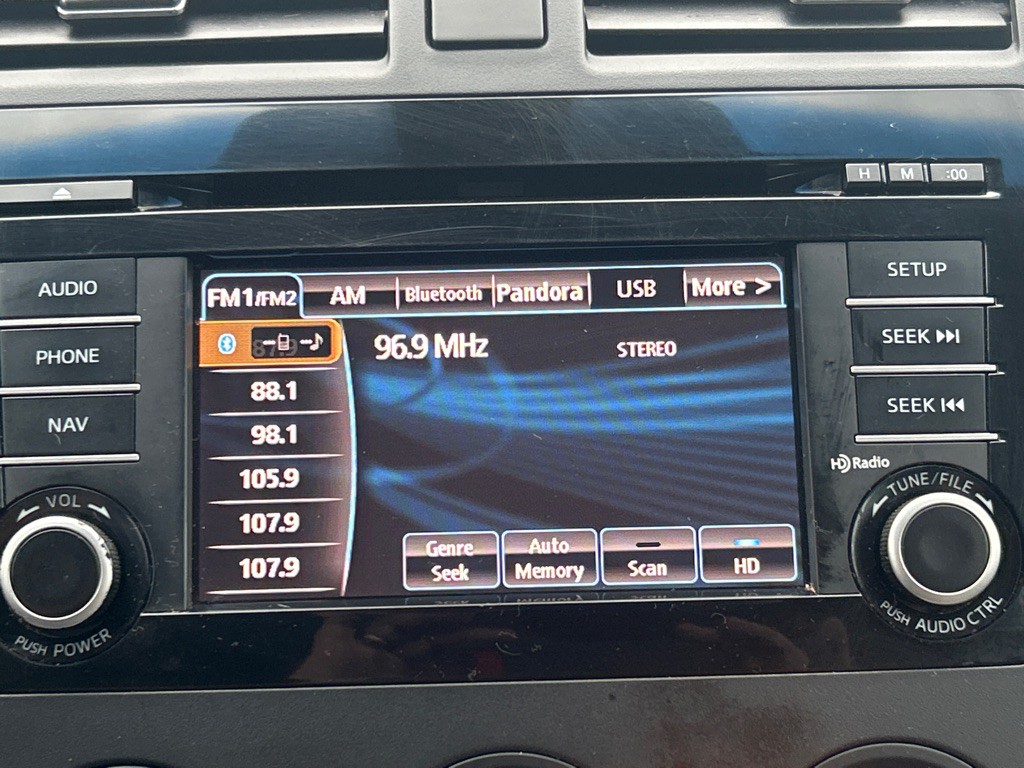 H M :00
AUDIO
PHONE
NAV
VOL
PUSH POWER
FM1/FM2 AM Bluetooth Pandora USB More >
87.9
96.9 MHz STEREO
88.1
98.1
105.9
107.9
107.9
Genre Seek
Auto Memory
Scan
HD
SETUP
SEEK
SEEK
HD Radio
TUNE/FILE
PUSH AUDIO CTRL